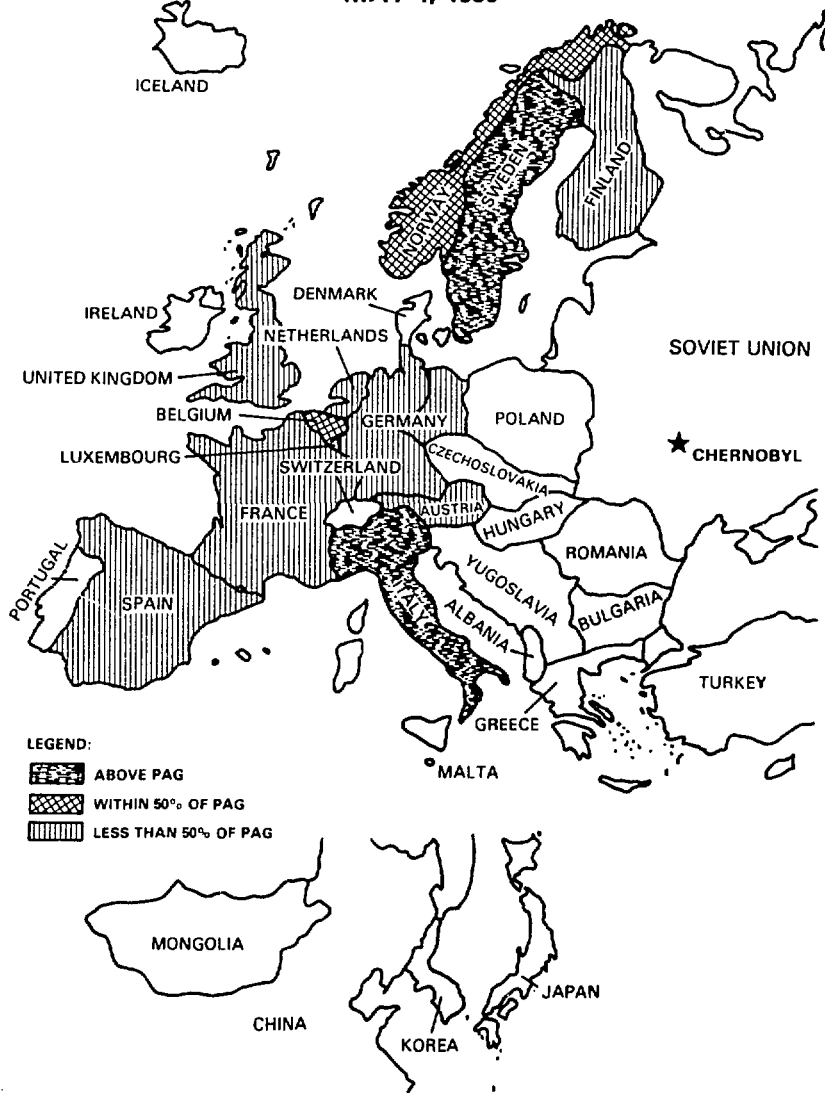 ICELAND
NORWAY
SWEDEN
FINLAND
IRELAND
DENMARK
NETHERLANDS
UNITED KINGDOM
SOVIET UNION
BELGIUM
GERMANY
POLAND
LUXEMBOURG
SWITZERLAND
CZECHOSLOVAKIA
CHERNOBYL
FRANCE
AUSTRIA
HUNGARY
ROMANIA
PORTUGAL
SPAIN
ITALY
YUGOSLAVIA
ALBANIA
BULGARIA
TURKEY
GREECE
MALTA
LEGEND:
ABOVE PAG
WITHIN 50% OF PAG
LESS THAN 50% OF PAG
MONGOLIA
CHINA
KOREA
JAPAN